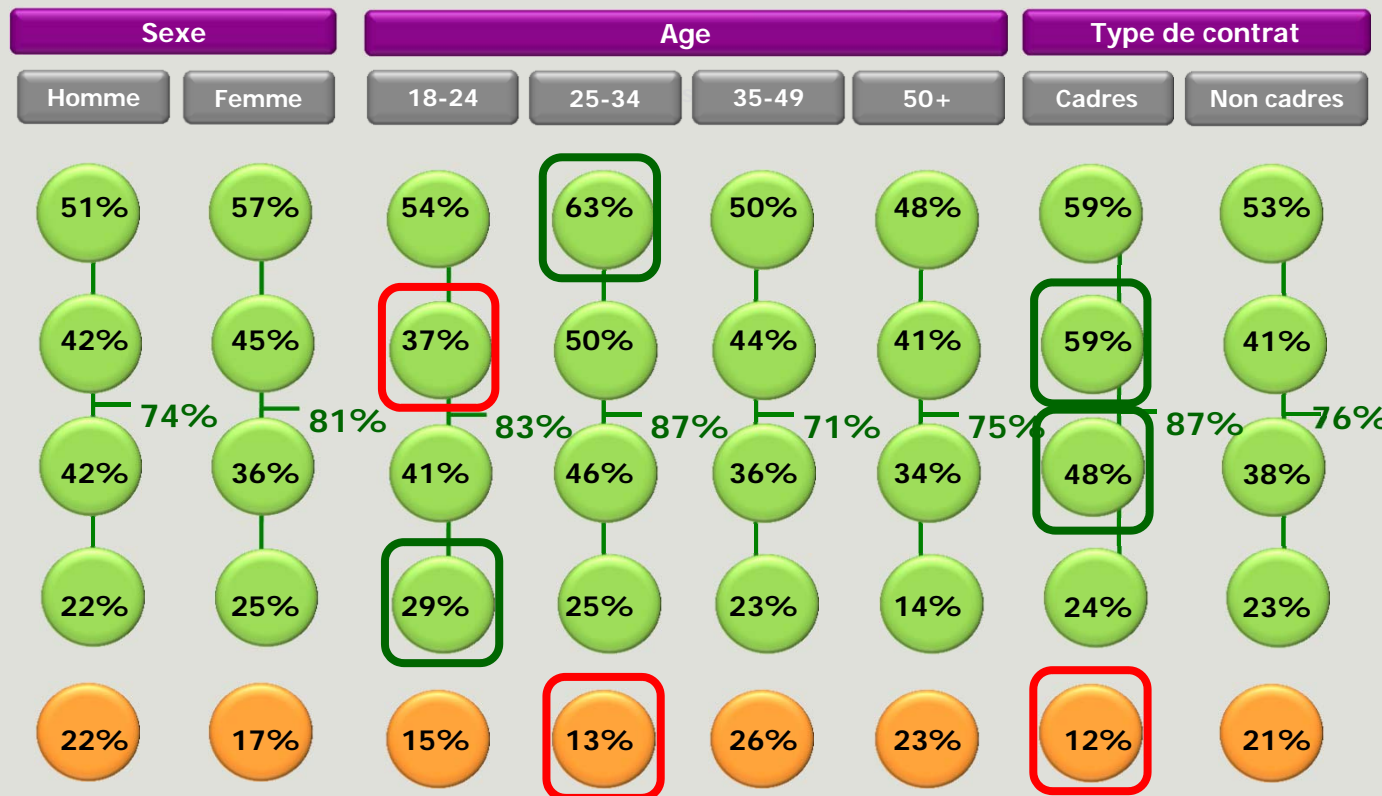 Sexe Age Type de contrat
Homme Femme 18-24 25-34 35-49 50+ Cadres Non cadres
51% 57% 54% 63% 50% 48% 59% 53%
42% 45% 37% 50% 44% 41% 59% 41%
74% 81% 83% 87% 71% 75% 87% 76%
42% 36% 41% 46% 36% 34% 48% 38%
22% 25% 29% 25% 23% 14% 24% 23%
22% 17% 15% 13% 26% 23% 12% 21%